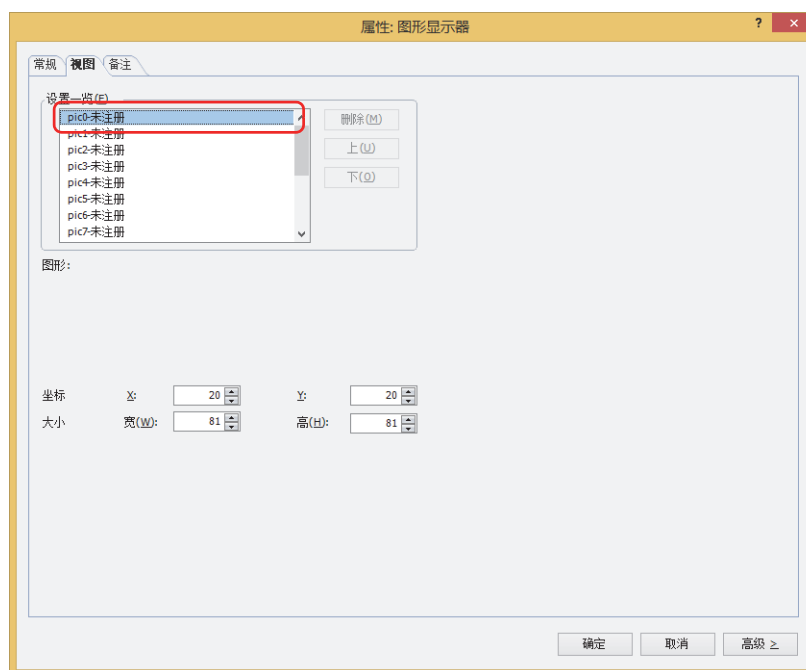 属性: 图形显示器
?
×
常规 视图 备注
设置一览(F)
pic0-未注册
pic1-未注册
pic2-未注册
pic3-未注册
pic4-未注册
pic5-未注册
pic6-未注册
pic7-未注册
删除(M)
上(U)
下(O)
图形:
坐标 X: 20 Y: 20
大小 宽(W): 81 高(H): 81
确定 取消 高级 ≥